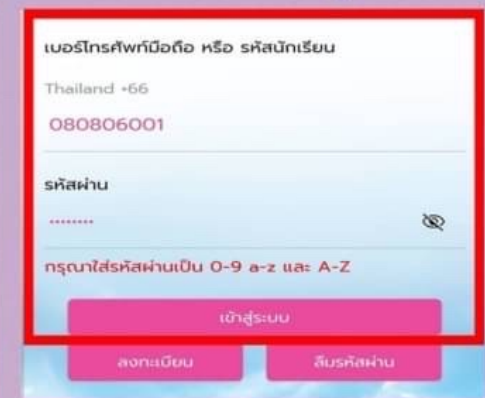 เบอร์โทรศัพท์มือถือ หรือ รหัสนักเรียน
Thailand +66
080806001
รหัสผ่าน
········
กรุณาใส่รหัสผ่านเป็น 0-9 a-z และ A-Z
เข้าสู่ระบบ
ลงทะเบียน ลืมรหัสผ่าน